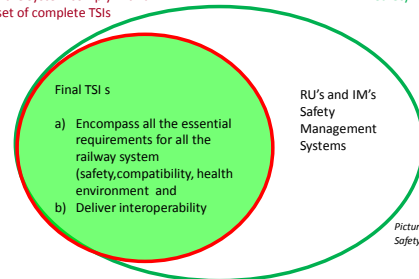 set of complete TSIs
Final TSI s
a) Encompass all the essential
requirements for all the
railway system
(safety,compatibility, health
environment and
b) Deliver interoperability
RU's and IM's
Safety
Management
Systems
Pictur
Safety